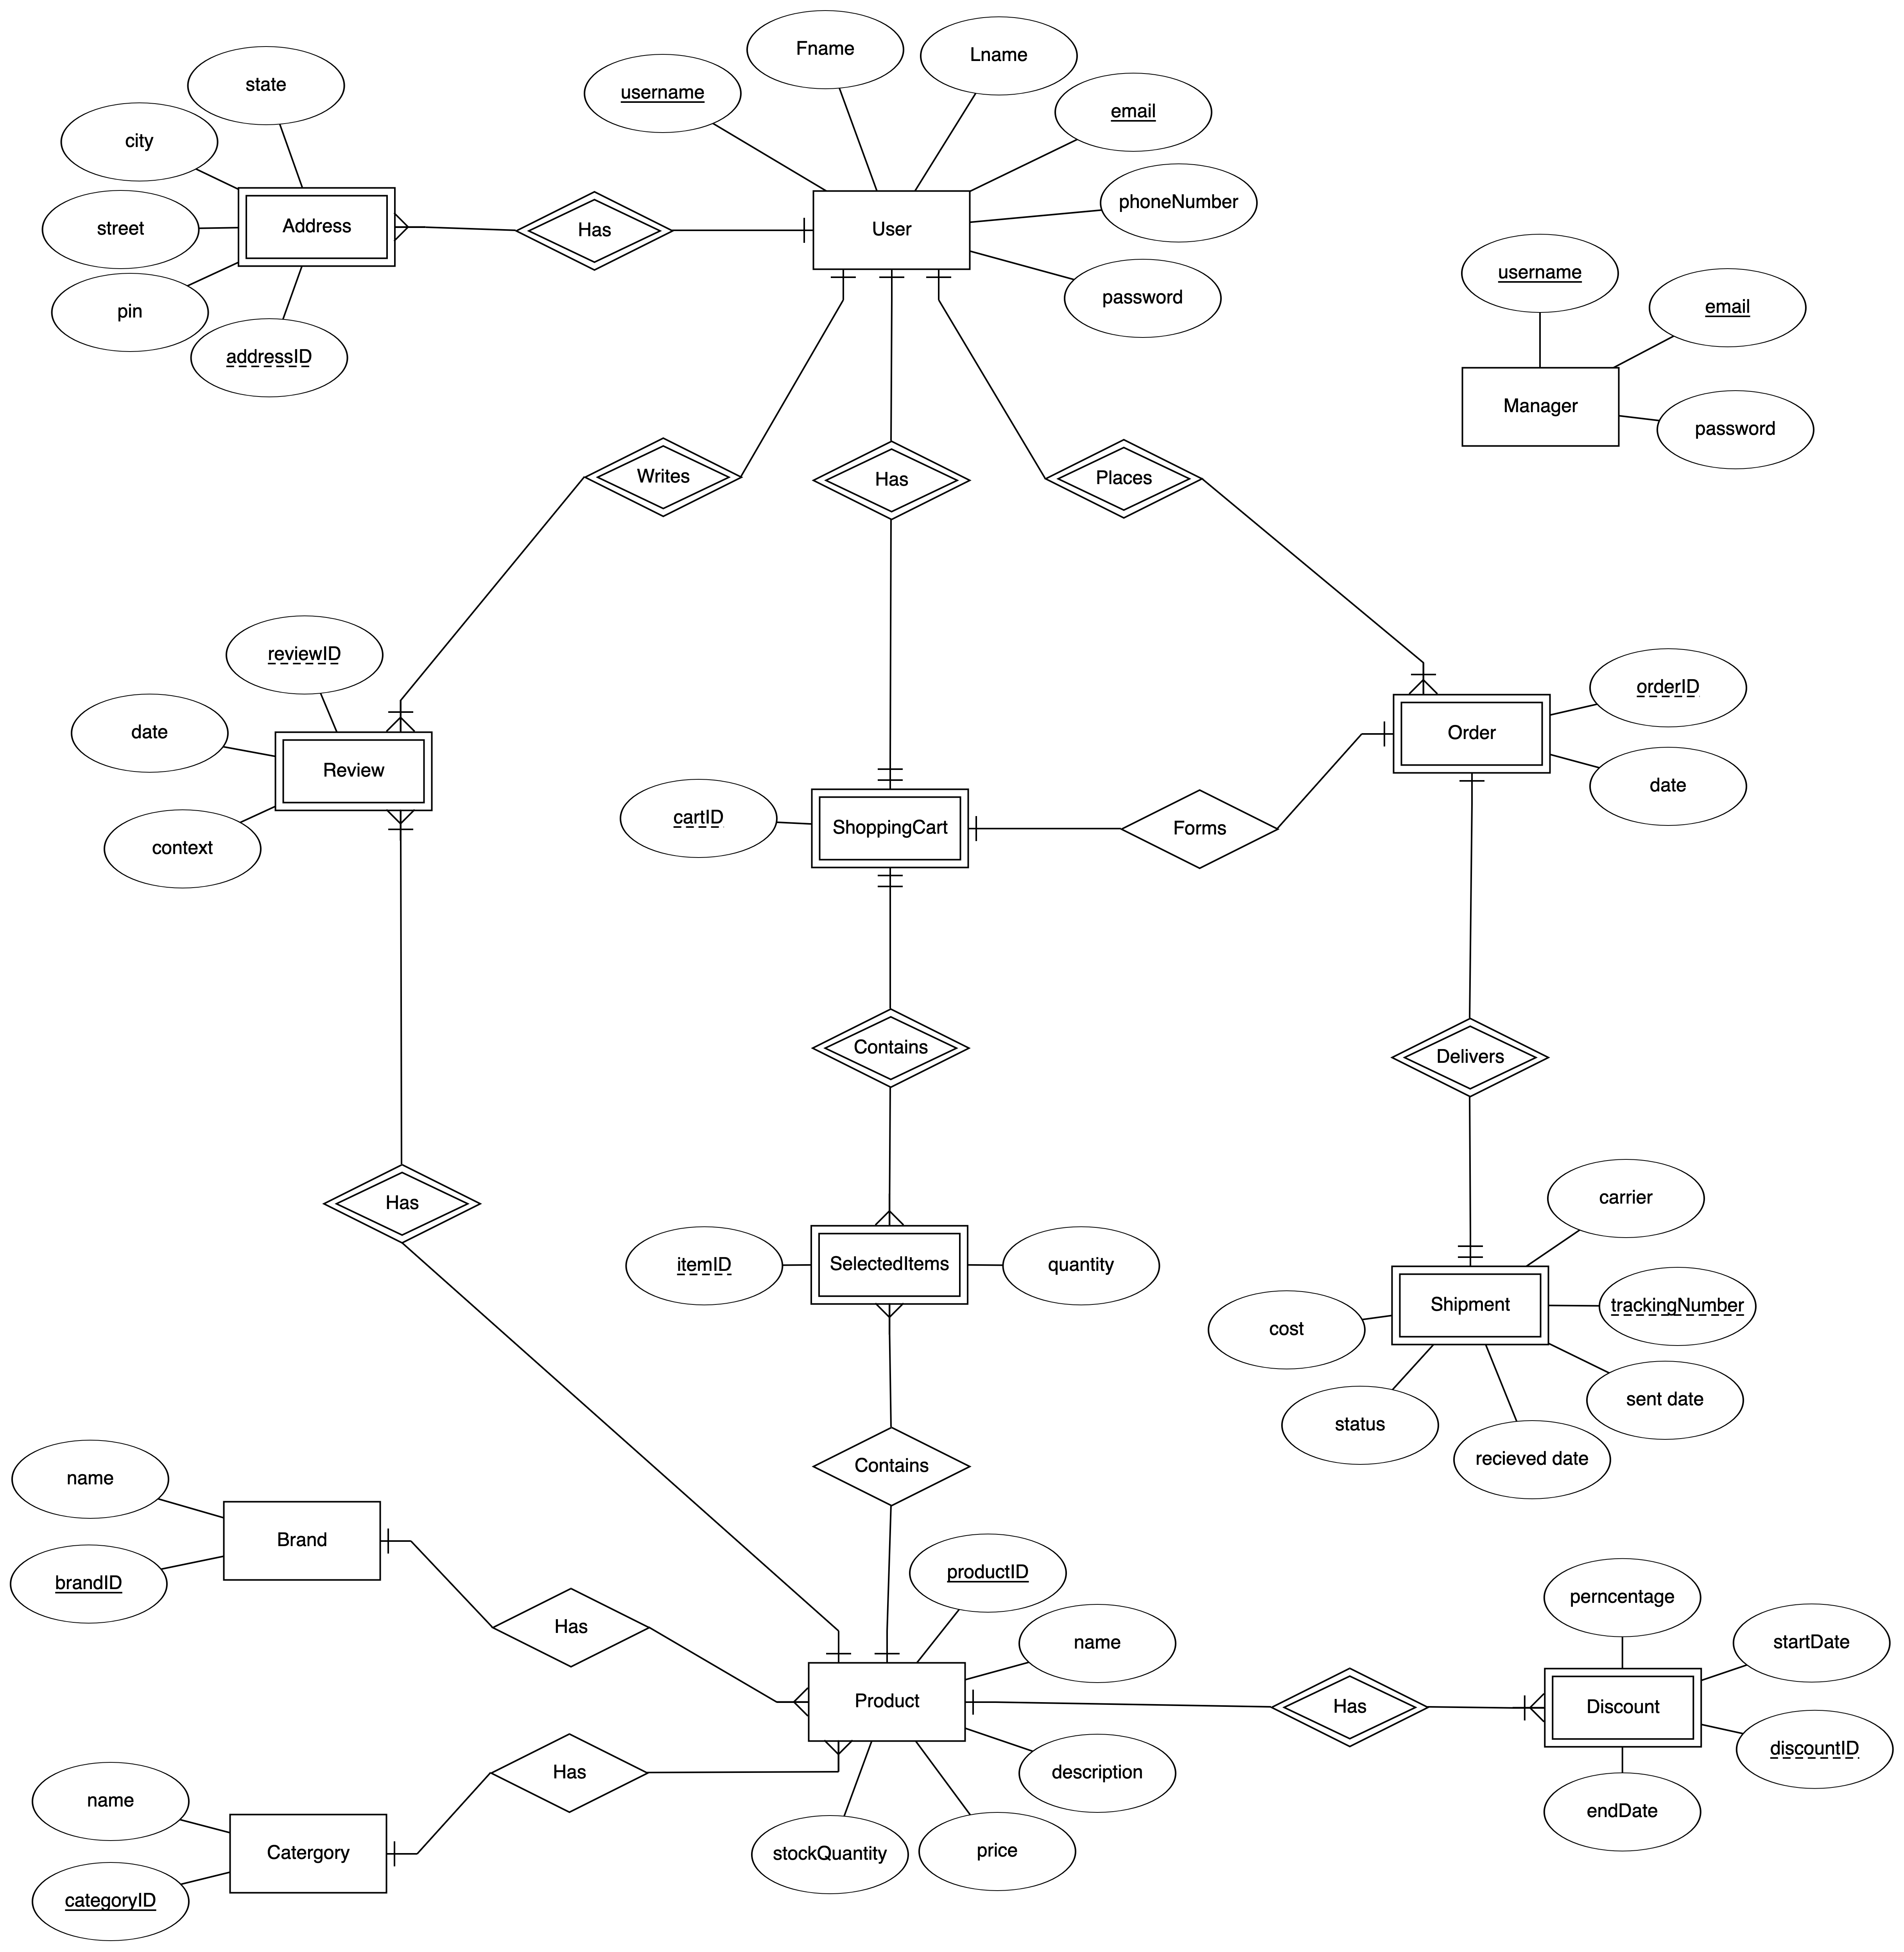 Fname
Lname
state
username
email
city
phoneNumber
street
Address
Has
User
password
pin
addressID
username
email
Manager
password
Writes
Has
Places
reviewID
orderID
date
Review
Order
date
cartID
ShoppingCart
Forms
context
Contains
Delivers
Has
carrier
itemID
SelectedItems
quantity
Shipment
trackingNumber
cost
sent date
status
recieved date
Contains
name
Brand
brandID
productID
perncentage
Has
name
startDate
Product
Has
Discount
discountID
Has
description
name
endDate
stockQuantity
price
Catergory
categoryID